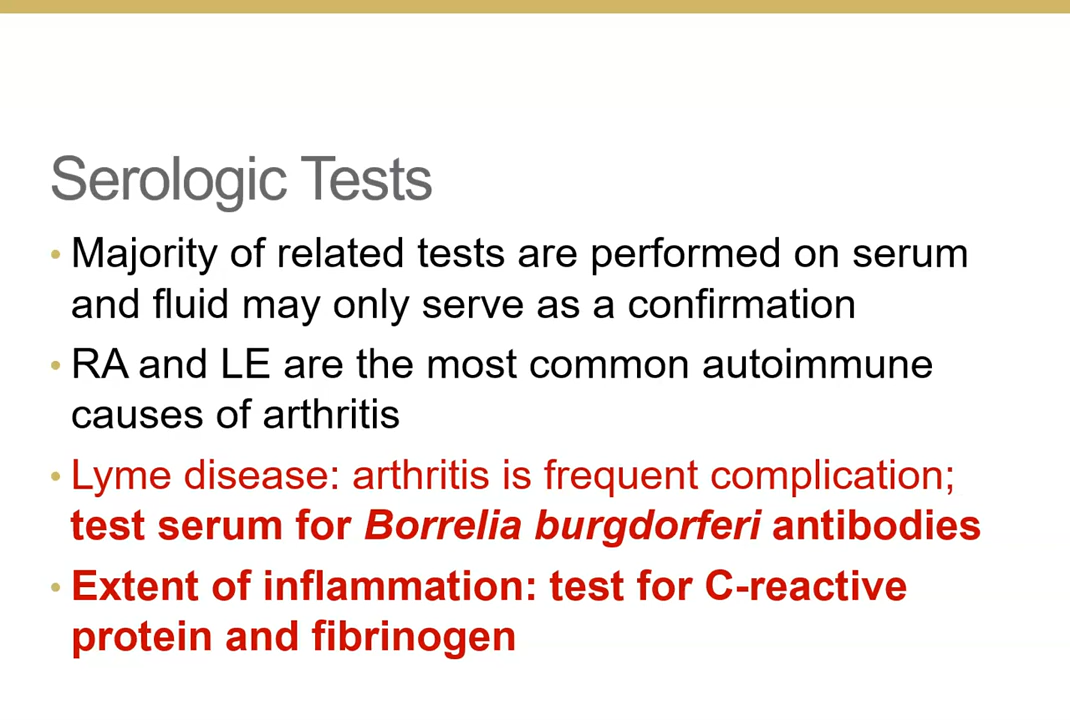 Serologic Tests
• Majority of related tests are performed on serum
and fluid may only serve as a confirmation
• RA and LE are the most common autoimmune
causes of arthritis
• Lyme disease: arthritis is frequent complication;
test serum for Borrelia burgdorferi antibodies
• Extent of inflammation: test for C-reactive
protein and fibrinogen